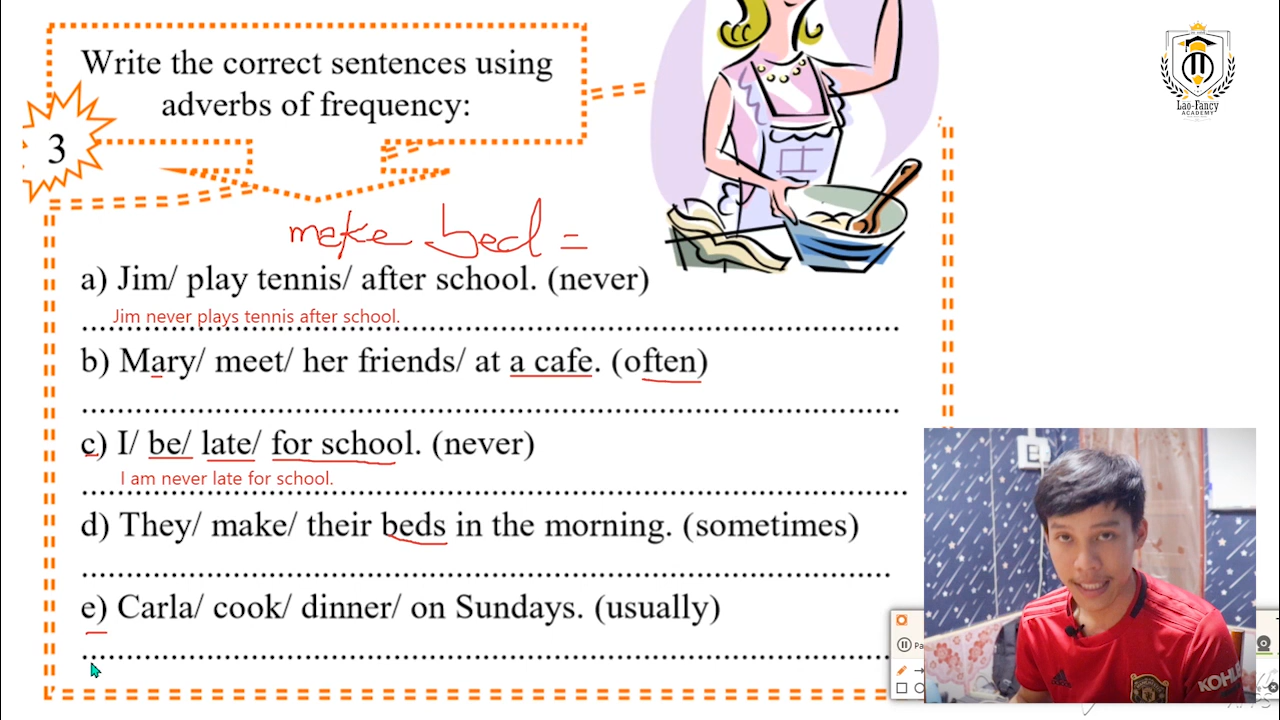 Write the correct sentences using
adverbs of frequency:
3
Lao-Fancy
ACADEMY
make bed =
a) Jim/ play tennis/ after school. (never)
Jim never plays tennis after school.
b) Mary/ meet/ her friends/ at a cafe. (often)
c) I/ be/ late/ for school. (never)
I am never late for school.
d) They/ make/ their beds in the morning. (sometimes)
e) Carla/ cook/ dinner/ on Sundays. (usually)
Pa
KOHL